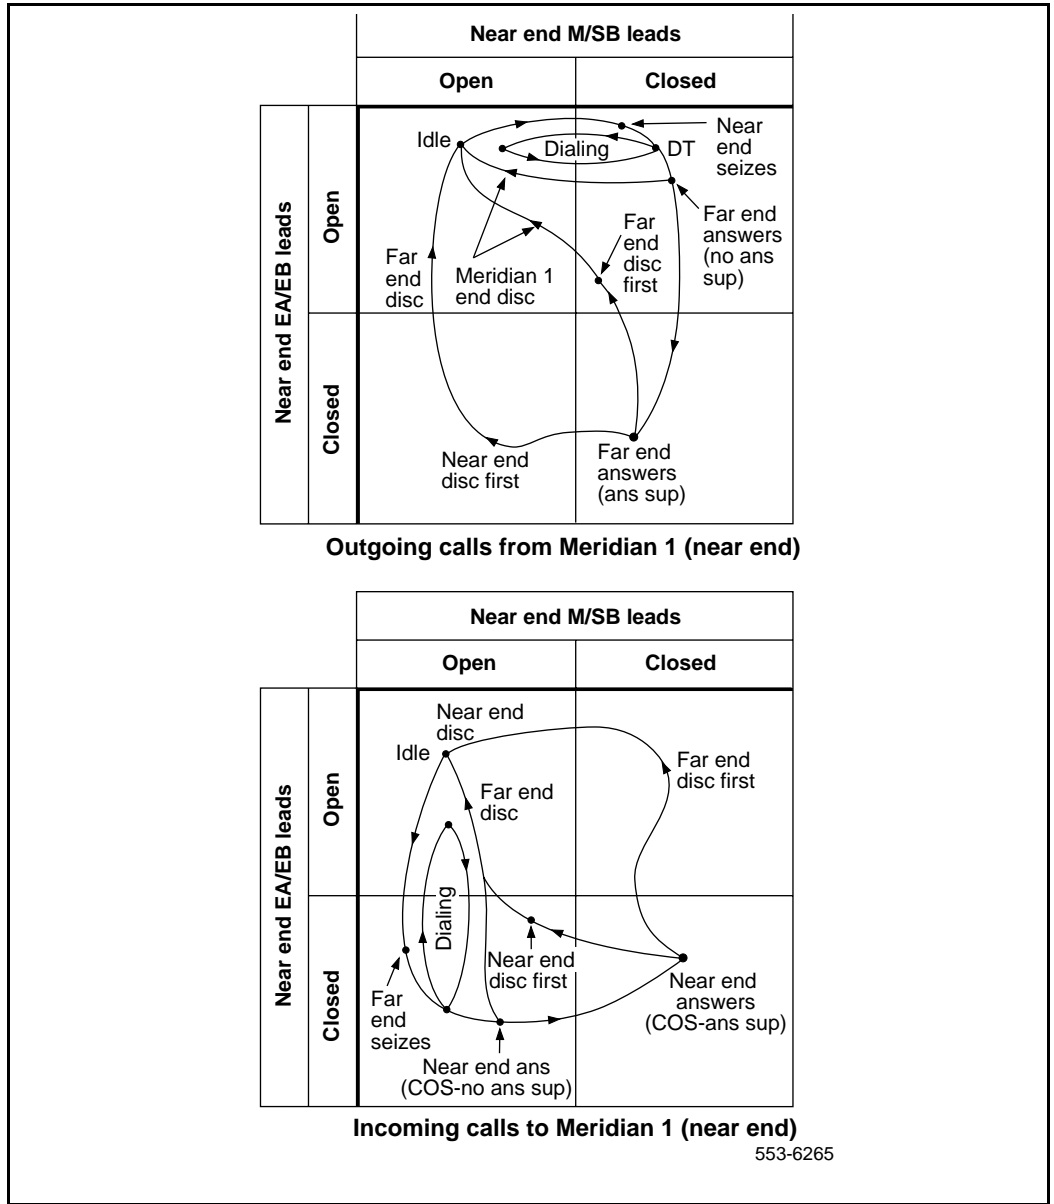 Near end M/SB leads
Open
Closed
Near end EA/EB leads
Open
Closed
Idle
Dialing
DT
Near
end
seizes
Far end
answers
(no ans
sup)
Far
end
disc
first
Far
end
disc
Meridian 1
end disc
Near end
disc first
Far end
answers
(ans sup)
Outgoing calls from Meridian 1 (near end)
Near end M/SB leads
Open
Closed
Near end EA/EB leads
Open
Closed
Near end
disc
Idle
Far end
disc
Far end
disc first
Dialing
Near end
disc first
Far
end
seizes
Near end
answers
(COS-ans sup)
Near end ans
(COS-no ans sup)
Incoming calls to Meridian 1 (near end)
553-6265